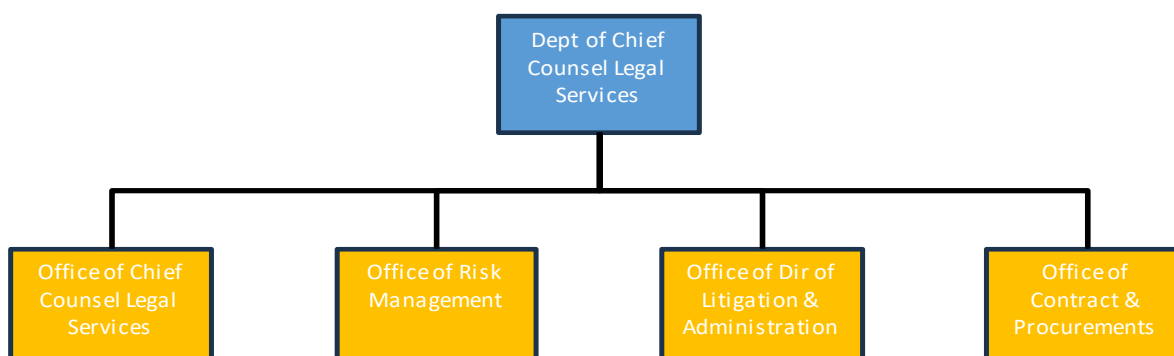 Dept of Chief
Counsel Legal
Services
Office of Chief
Counsel Legal
Services
Office of Risk
Management
Office of Dir of
Litigation &
Administration
Office of
Contract &
Procurements